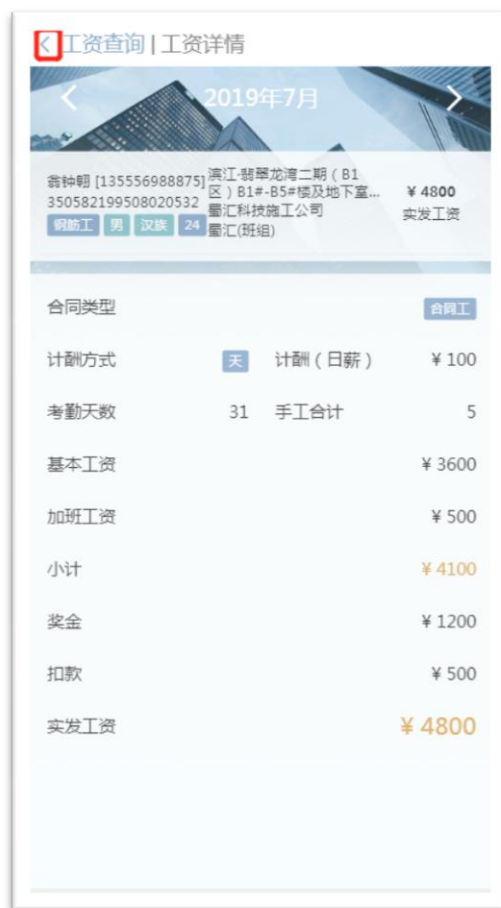 工资查询 | 工资详情
2019年7月
翁钟翱 [135556988875]
350582199508020532
钢筋工 男 汉族 24
滨江·翡翠龙湾二期（B1
区）B1#-B5#楼及地下室...
蜀汇科技施工公司
蜀汇(班组)
¥ 4800
实发工资
合同类型 合同工
计酬方式 天 计酬（日薪） ¥ 100
考勤天数 31 手工合计 5
基本工资 ¥ 3600
加班工资 ¥ 500
小计 ¥ 4100
奖金 ¥ 1200
扣款 ¥ 500
实发工资 ¥ 4800